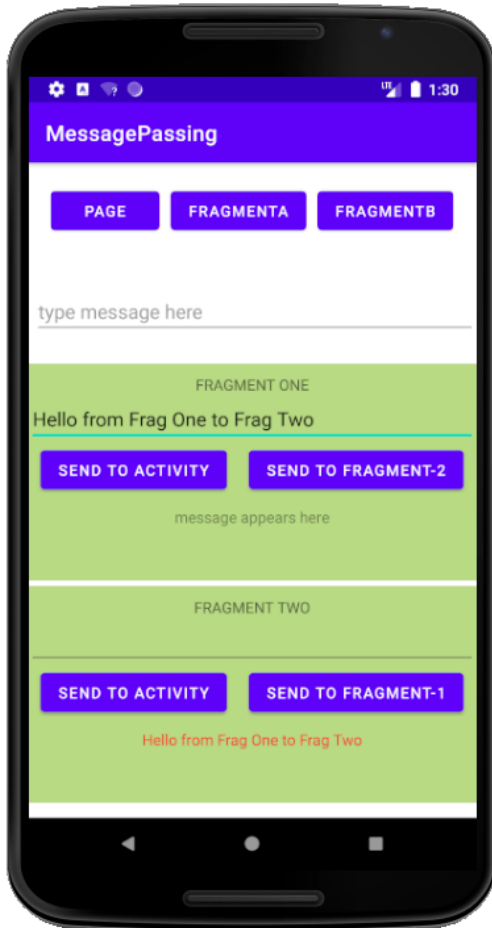 LTE 1:30
MessagePassing
PAGE FRAGMENTA FRAGMENTB
type message here
FRAGMENT ONE
Hello from Frag One to Frag Two
SEND TO ACTIVITY SEND TO FRAGMENT-2
message appears here
FRAGMENT TWO
SEND TO ACTIVITY SEND TO FRAGMENT-1
Hello from Frag One to Frag Two